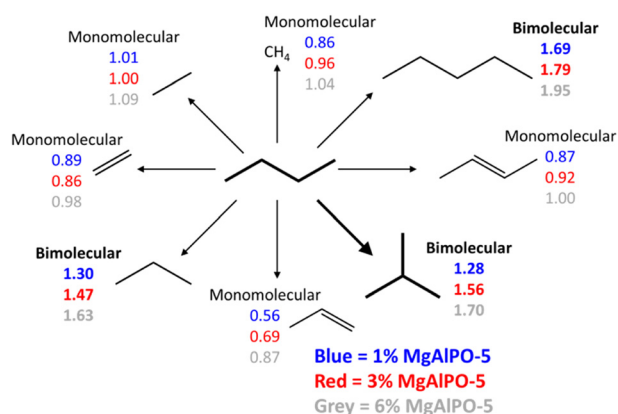 Monomolecular
1.01
1.00
1.09
CH4
0.86
0.96
1.04
Monomolecular
Bimolecular
1.69
1.79
1.95
Monomolecular
0.89
0.86
0.98
Monomolecular
0.87
0.92
1.00
Bimolecular
1.30
1.47
1.63
Monomolecular
0.56
0.69
0.87
Bimolecular
1.28
1.56
1.70
Blue = 1% MgAlPO-5
Red = 3% MgAlPO-5
Grey = 6% MgAlPO-5